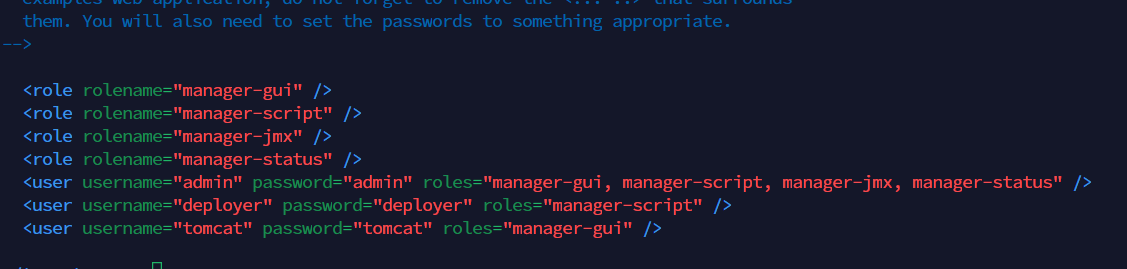 them. You will also need to set the passwords to something appropriate.
-->
<role rolename="manager-gui" />
<role rolename="manager-script" />
<role rolename="manager-jmx" />
<role rolename="manager-status" />
<user username="admin" password="admin" roles="manager-gui, manager-script, manager-jmx, manager-status" />
<user username="deployer" password="deployer" roles="manager-script" />
<user username="tomcat" password="tomcat" roles="manager-gui" />